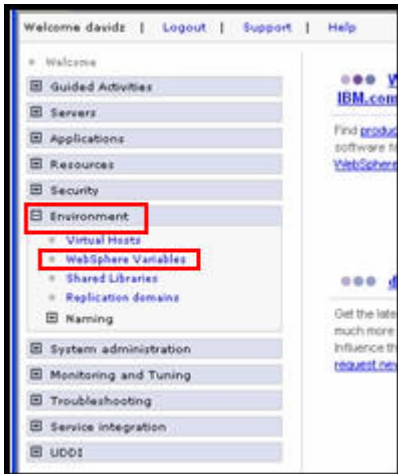 Welcome davidz | Logout | Support | Help
Welcome
Guided Activities
Servers
Applications
Resources
Security
Environment
Virtual Hosts
WebSphere Variables
Shared Libraries
Replication domains
Naming
System administration
Monitoring and Tuning
Troubleshooting
Service integration
UDDI
IBM.com
Find produc
software f
WebSphere
Get the late
much more
Influence th
request new